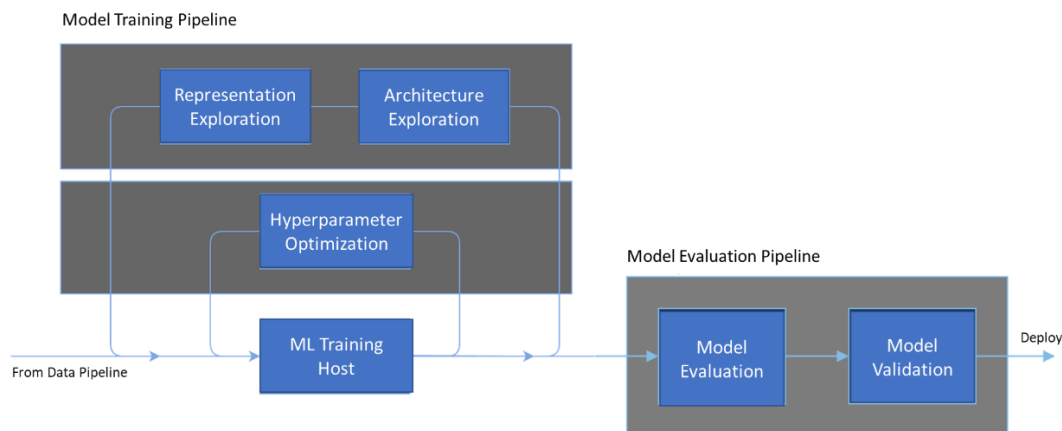 Model Training Pipeline
Representation
Exploration
Architecture
Exploration
Hyperparameter
Optimization
Model Evaluation Pipeline
ML Training
Host
From Data Pipeline
Model
Evaluation
Model
Validation
Deploy